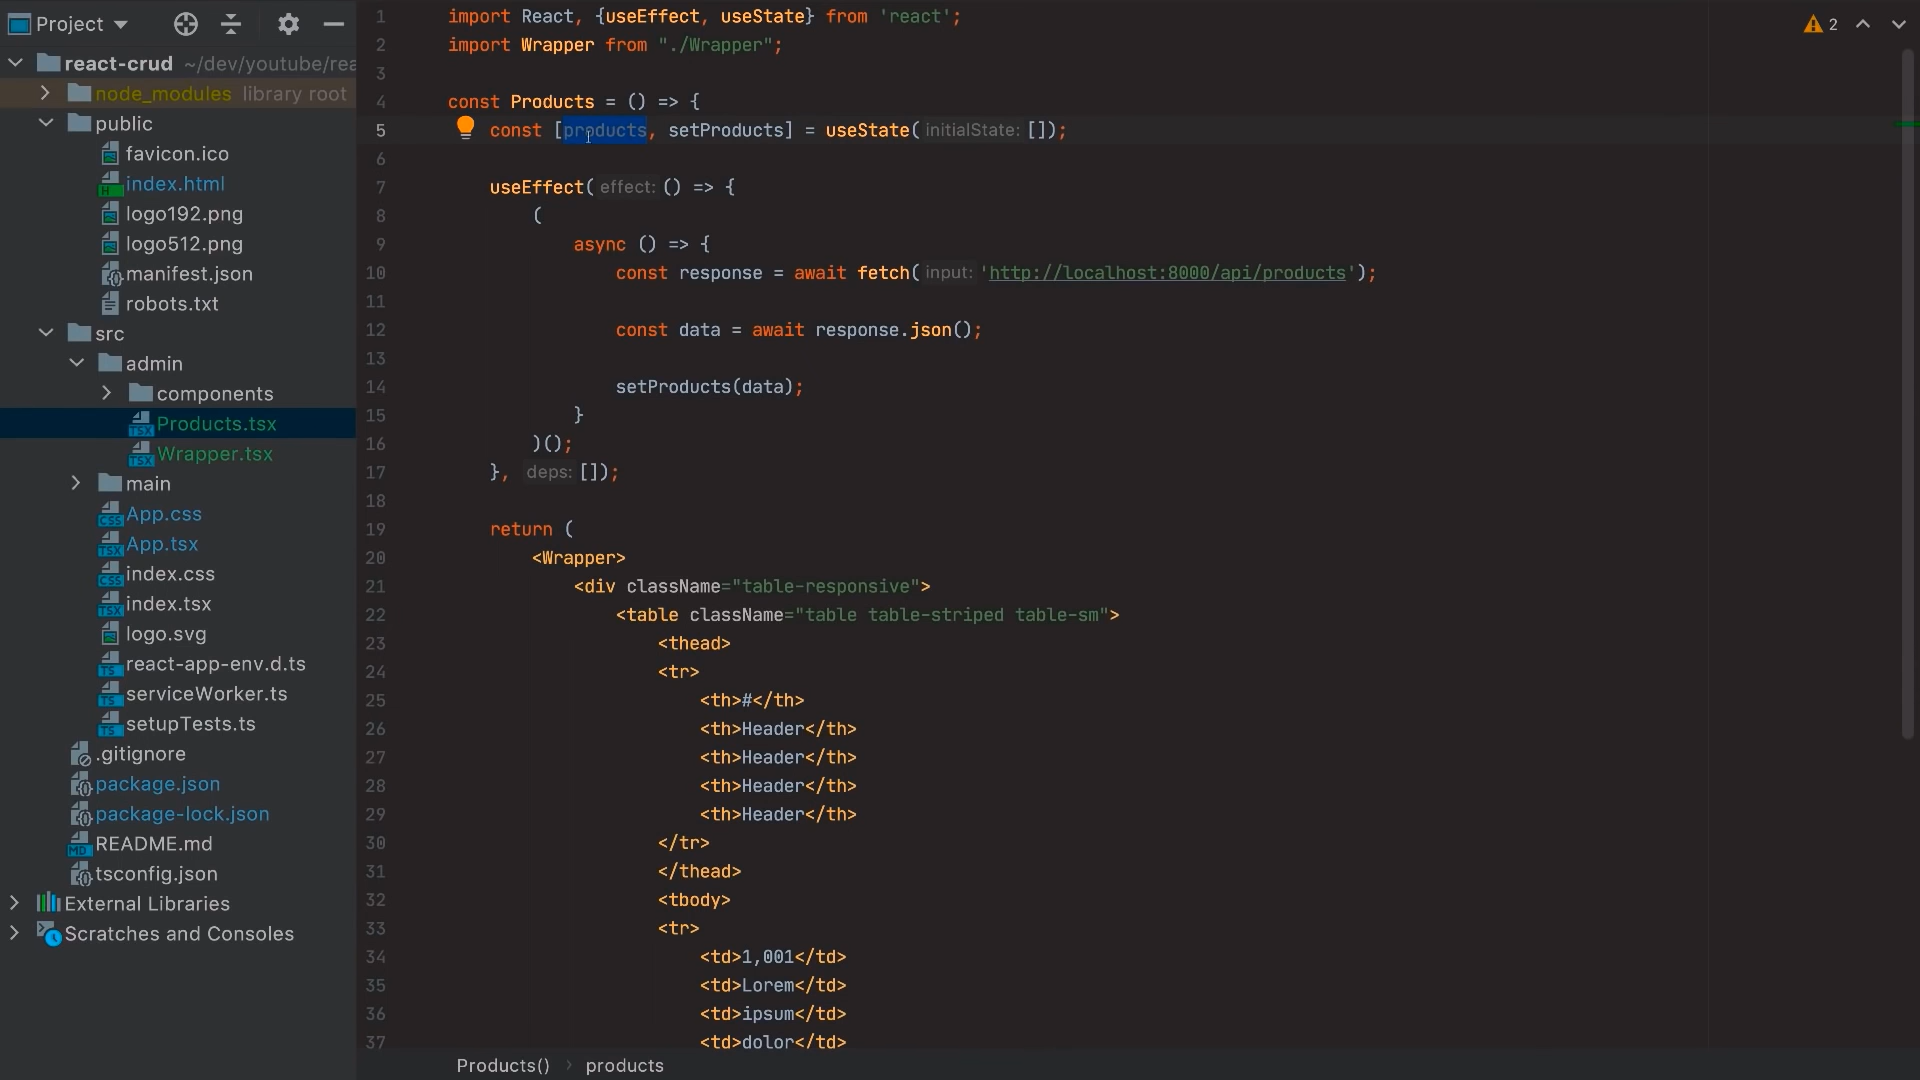 Project
react-crud ~/dev/youtube/rea
node_modules library root
public
favicon.ico
index.html
logo192.png
logo512.png
manifest.json
robots.txt
src
admin
components
Products.tsx
Wrapper.tsx
main
App.css
App.tsx
index.css
index.tsx
logo.svg
react-app-env.d.ts
serviceWorker.ts
setupTests.ts
.gitignore
package.json
package-lock.json
README.md
tsconfig.json
External Libraries
Scratches and Consoles
1 import React, {useEffect, useState} from 'react';
2 import Wrapper from "./Wrapper";
3
4 const Products = () => {
5 const [products, setProducts] = useState( initialState: []);
6
7 useEffect( effect: () => {
8 (
9 async () => {
10 const response = await fetch( input: 'http://localhost:8000/api/products');
11
12 const data = await response.json();
13
14 setProducts(data);
15 }
16 )();
17 }, deps: []);
18
19 return (
20 <Wrapper>
21 <div className="table-responsive">
22 <table className="table table-striped table-sm">
23 <thead>
24 <tr>
25 <th>#</th>
26 <th>Header</th>
27 <th>Header</th>
28 <th>Header</th>
29 <th>Header</th>
30 </tr>
31 </thead>
32 <tbody>
33 <tr>
34 <td>1,001</td>
35 <td>Lorem</td>
36 <td>ipsum</td>
37 <td>dolor</td>
2
Products() > products